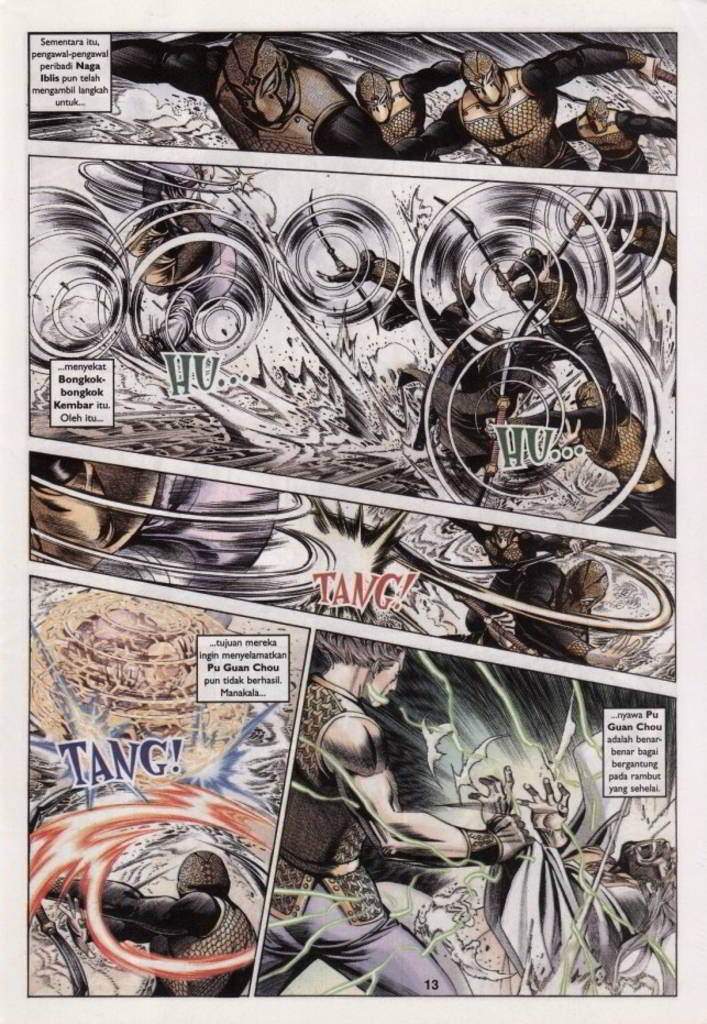 Sementara itu,
pengawal-pengawal
peribadi Naga
Iblis pun telah
mengambil langkah
untuk...
...menyekat
Bongkok-
bongkok
Kembar itu.
Oleh itu...
HU...
HU...
TANG!
...tujuan mereka
ingin menyelamatkan
Pu Guan Chou
pun tidak berhasil.
Manakala...
TANG!
...nyawa Pu
Guan Chou
adalah benar-
benar bagai
bergantung
pada rambut
yang sehelai.
13